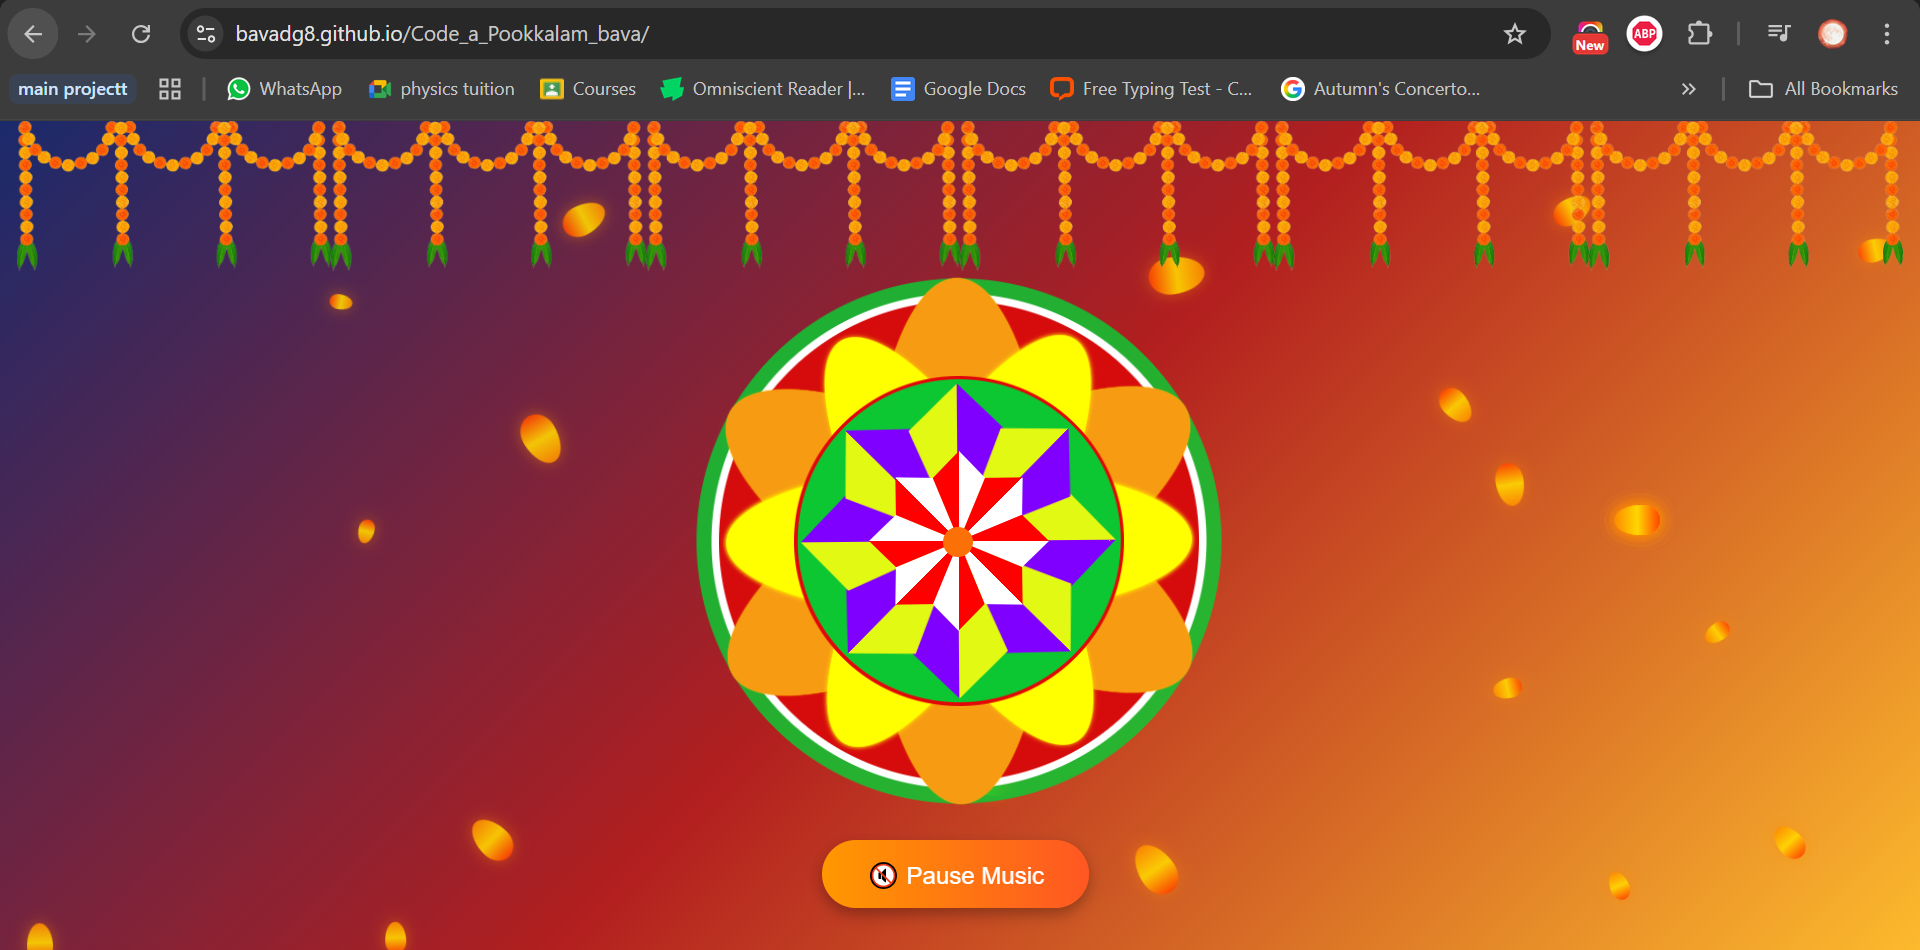 bavadg8.github.io/Code_a_Pookkalam_bava/
New
ABP
main projectt WhatsApp physics tuition Courses Omniscient Reader |... Google Docs Free Typing Test - C... Autumn's Concerto... All Bookmarks
Pause Music